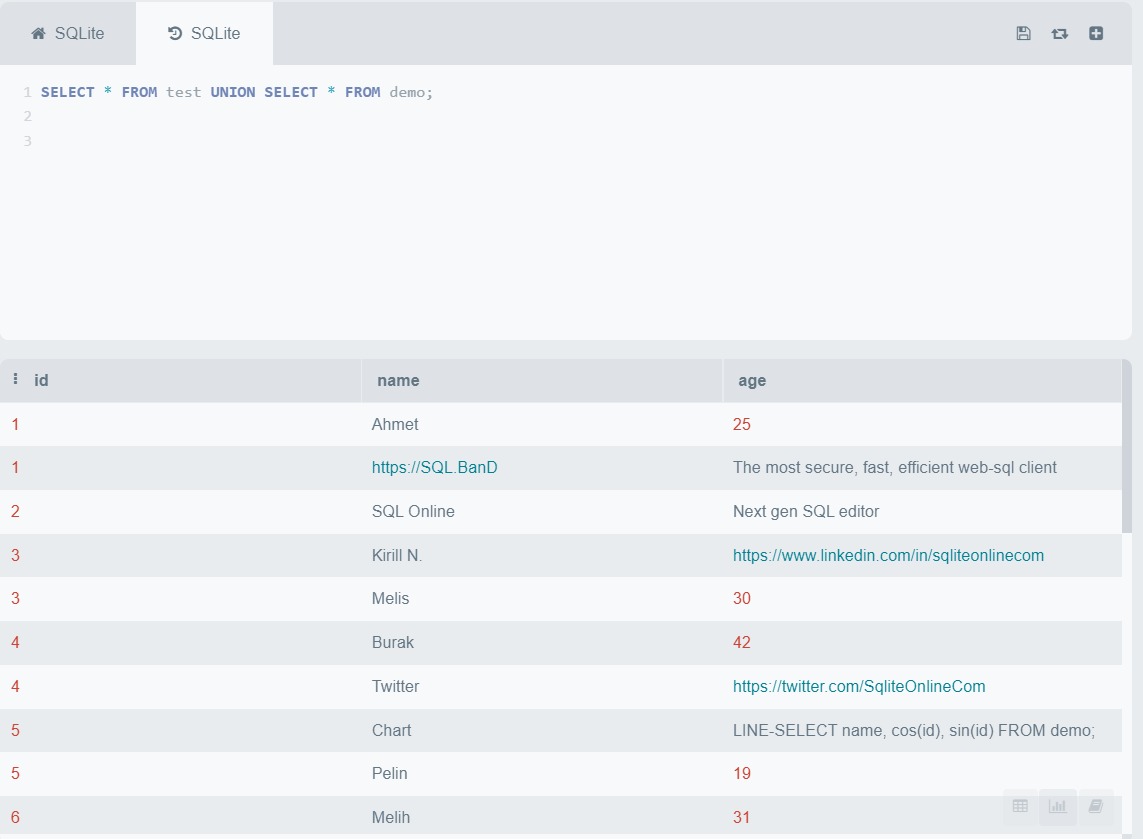 SQLite SQLite
1 SELECT * FROM test UNION SELECT * FROM demo;
2
3
id name age
1 Ahmet 25
1 https://SQL.BanD The most secure, fast, efficient web-sql client
2 SQL Online Next gen SQL editor
3 Kirill N. https://www.linkedin.com/in/sqliteonlinecom
3 Melis 30
4 Burak 42
4 Twitter https://twitter.com/SqliteOnlineCom
5 Chart LINE-SELECT name, cos(id), sin(id) FROM demo;
5 Pelin 19
6 Melih 31